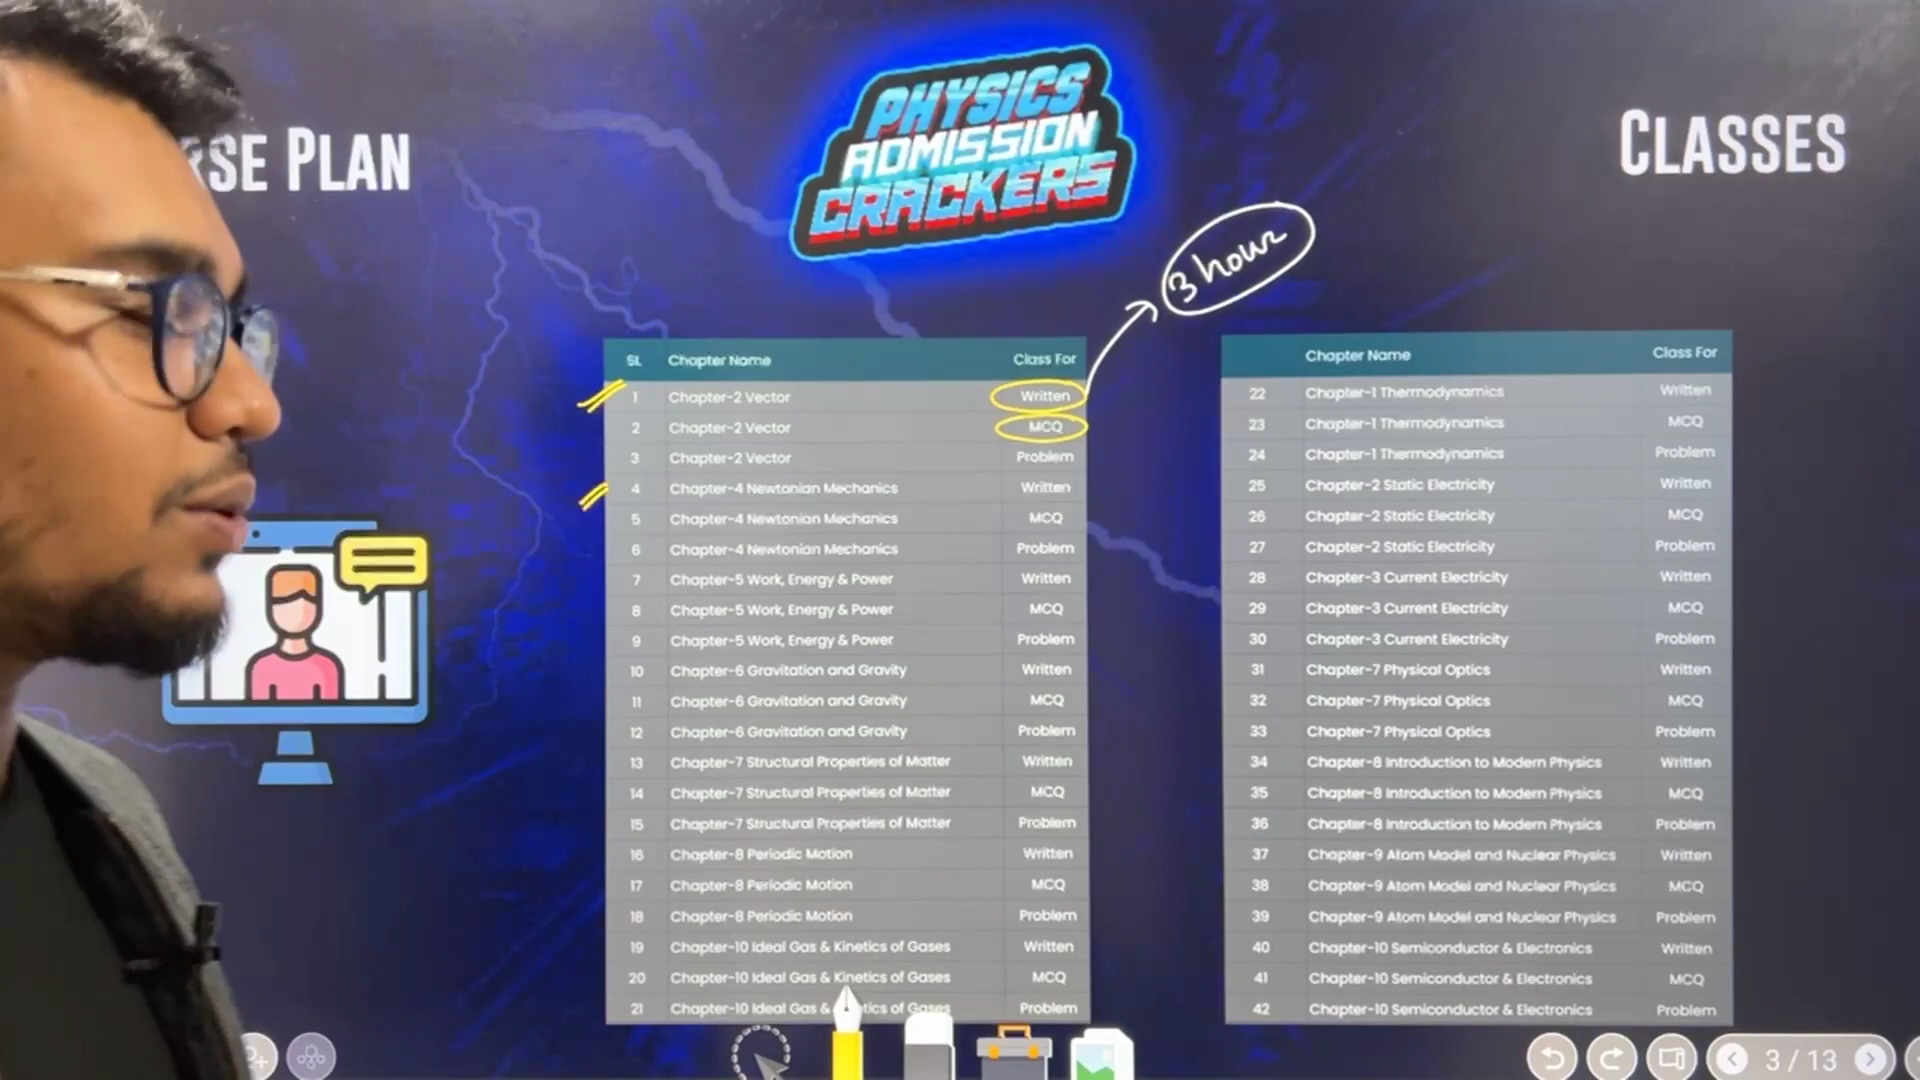 RSE PLAN
PHYSICS
ADMISSION
CRACKERS
CLASSES
3 hour
SL Chapter Name Class For
1 Chapter-2 Vector Written
2 Chapter-2 Vector MCQ
3 Chapter-2 Vector Problem
4 Chapter-4 Newtonian Mechanics Written
5 Chapter-4 Newtonian Mechanics MCQ
6 Chapter-4 Newtonian Mechanics Problem
7 Chapter-5 Work, Energy & Power Written
8 Chapter-5 Work, Energy & Power MCQ
9 Chapter-5 Work, Energy & Power Problem
10 Chapter-6 Gravitation and Gravity Written
11 Chapter-6 Gravitation and Gravity MCQ
12 Chapter-6 Gravitation and Gravity Problem
13 Chapter-7 Structural Properties of Matter Written
14 Chapter-7 Structural Properties of Matter MCQ
15 Chapter-7 Structural Properties of Matter Problem
16 Chapter-8 Periodic Motion Written
17 Chapter-8 Periodic Motion MCQ
18 Chapter-8 Periodic Motion Problem
19 Chapter-10 Ideal Gas & Kinetics of Gases Written
20 Chapter-10 Ideal Gas & Kinetics of Gases MCQ
21 Chapter-10 Ideal Gas & tics of Gases Problem
Chapter Name Class For
22 Chapter-1 Thermodynamics Written
23 Chapter-1 Thermodynamics MCQ
24 Chapter-1 Thermodynamics Problem
25 Chapter-2 Static Electricity Written
26 Chapter-2 Static Electricity MCQ
27 Chapter-2 Static Electricity Problem
28 Chapter-3 Current Electricity Written
29 Chapter-3 Current Electricity MCQ
30 Chapter-3 Current Electricity Problem
31 Chapter-7 Physical Optics Written
32 Chapter-7 Physical Optics MCQ
33 Chapter-7 Physical Optics Problem
34 Chapter-8 Introduction to Modern Physics Written
35 Chapter-8 Introduction to Modern Physics MCQ
36 Chapter-8 Introduction to Modern Physics Problem
37 Chapter-9 Atom Model and Nuclear Physics Written
38 Chapter-9 Atom Model and Nuclear Physics MCQ
39 Chapter-9 Atom Model and Nuclear Physics Problem
40 Chapter-10 Semiconductor & Electronics Written
41 Chapter-10 Semiconductor & Electronics MCQ
42 Chapter-10 Semiconductor & Electronics Problem
3 / 13